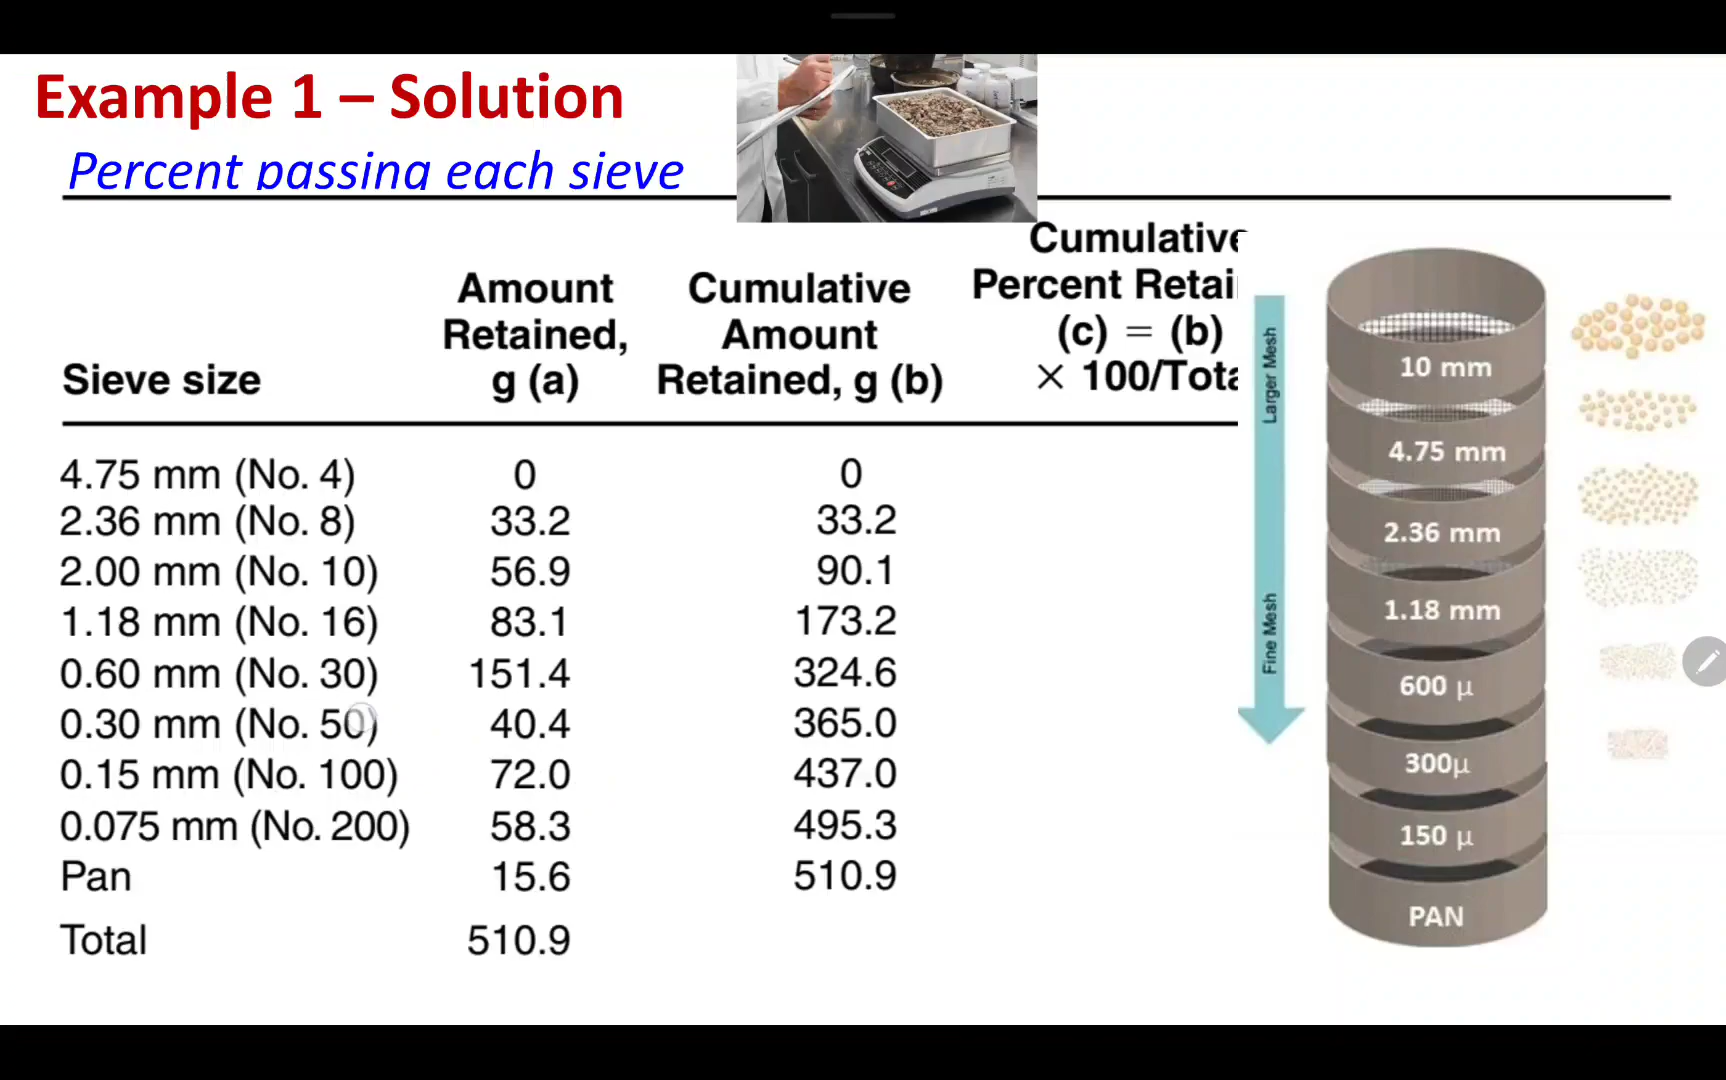 Example 1 – Solution
Percent passing each sieve
Cumulative
Amount Cumulative Percent Retai
Retained, Amount (c) = (b)
Sieve size g (a) Retained, g (b) × 100/Tota
4.75 mm (No. 4) 0 0
2.36 mm (No. 8) 33.2 33.2
2.00 mm (No. 10) 56.9 90.1
1.18 mm (No. 16) 83.1 173.2
0.60 mm (No. 30) 151.4 324.6
0.30 mm (No. 50) 40.4 365.0
0.15 mm (No. 100) 72.0 437.0
0.075 mm (No. 200) 58.3 495.3
Pan 15.6 510.9
Total 510.9
Larger Mesh
Fine Mesh
10 mm
4.75 mm
2.36 mm
1.18 mm
600 µ
300µ
150 µ
PAN